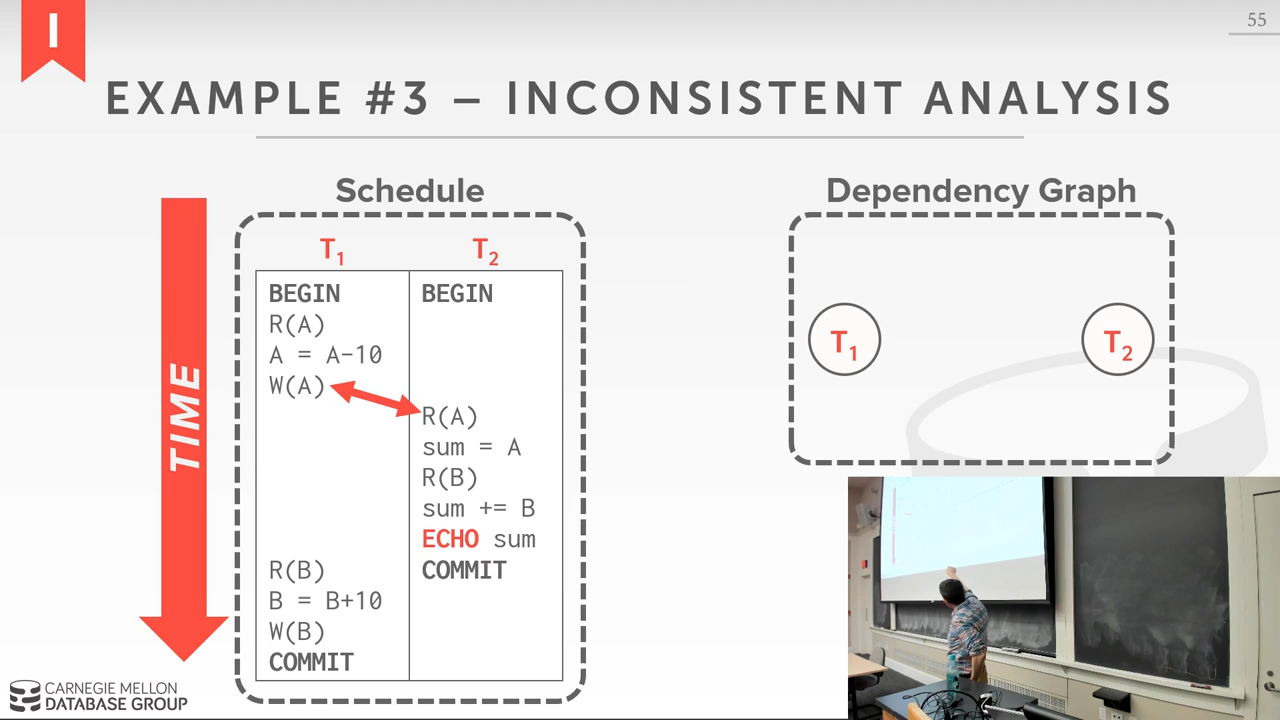 I
55
EXAMPLE #3 – INCONSISTENT ANALYSIS
Schedule
Dependency Graph
TIME
T1 T2
BEGIN BEGIN
R(A)
A = A-10
W(A)
R(A)
sum = A
R(B)
sum += B
ECHO sum
R(B) COMMIT
B = B+10
W(B)
COMMIT
T1 T2
CARNEGIE MELLON
DATABASE GROUP